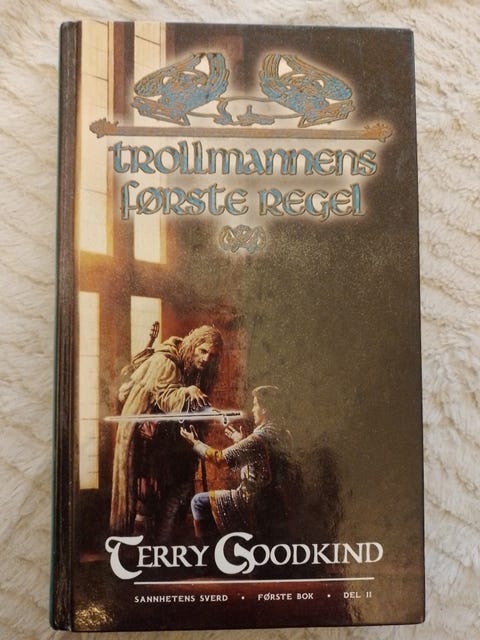 trollmannens
første regel
Terry Goodkind
SANNHETENS SVERD • FØRSTE BOK • DEL II